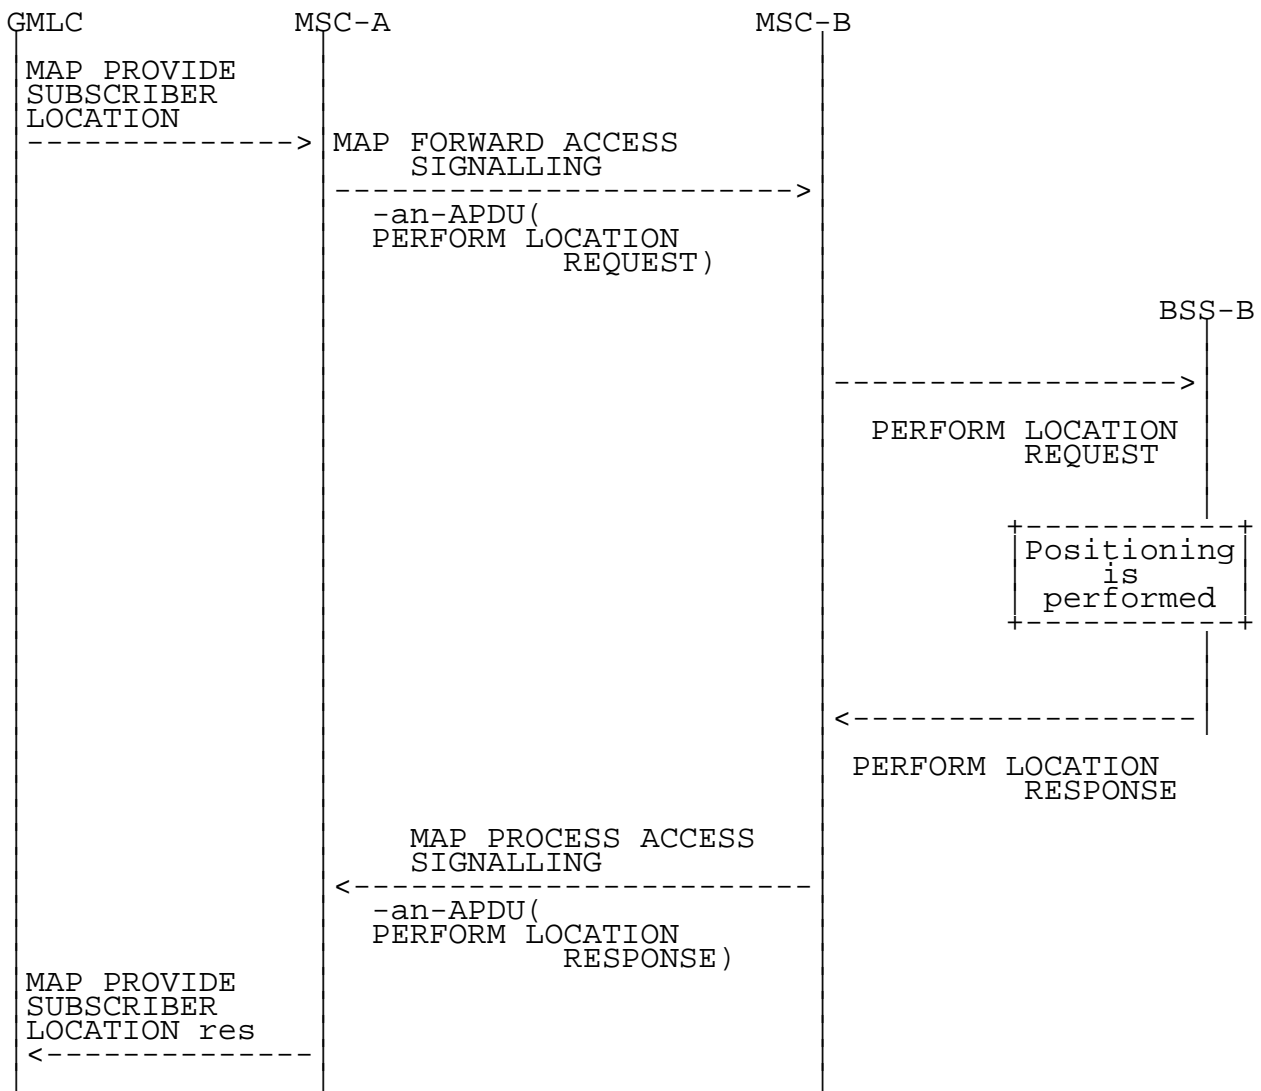 GMLC MSC-A MSC-B
MAP PROVIDE
SUBSCRIBER
LOCATION
MAP FORWARD ACCESS
SIGNALLING
-an-APDU(
PERFORM LOCATION
REQUEST)
BSS-B
PERFORM LOCATION
REQUEST
Positioning
is
performed
PERFORM LOCATION
RESPONSE
MAP PROCESS ACCESS
SIGNALLING
-an-APDU(
PERFORM LOCATION
RESPONSE)
MAP PROVIDE
SUBSCRIBER
LOCATION res